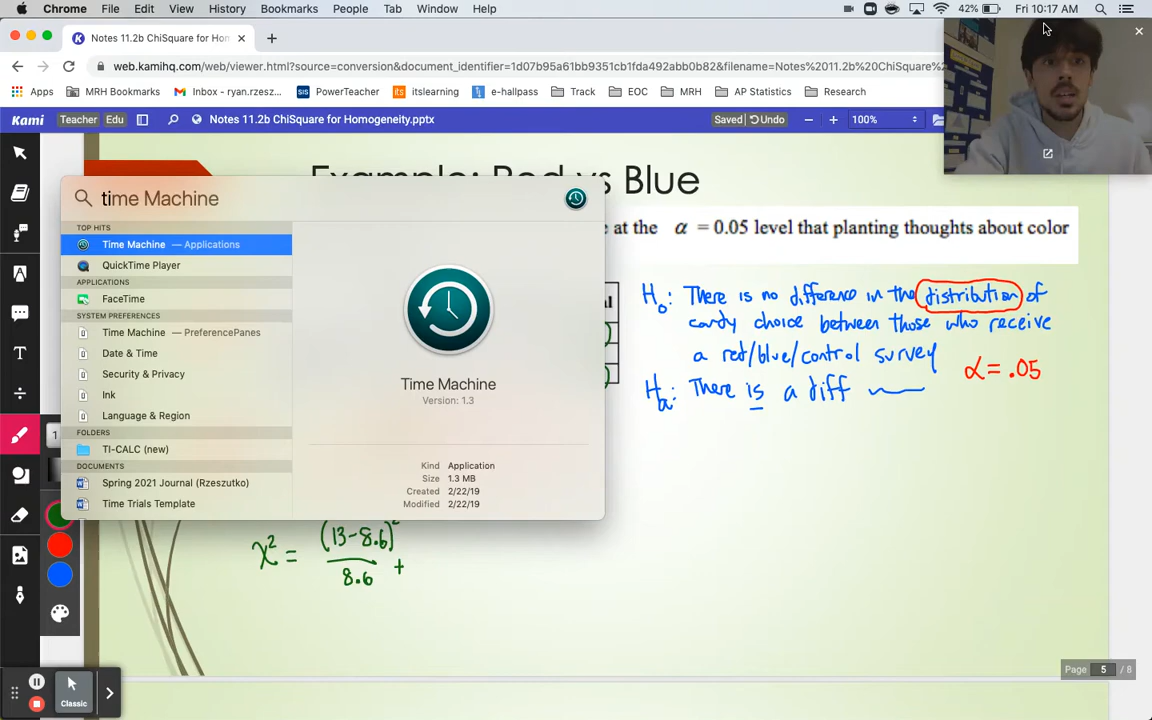 Chrome File Edit View History Bookmarks People Tab Window Help 42% Fri 10:17 AM
Notes 11.2b ChiSquare for Hom
web.kamihq.com/web/viewer.html?source=conversion&document_identifier=1d07b95a61bb9351cb1fda492abb0b82&filename=Notes%2011.2b%20ChiSquare%
Apps MRH Bookmarks Inbox - ryan.rzesz... PowerTeacher itslearning e-hallpass Track EOC MRH AP Statistics Research
Kami Teacher Edu Notes 11.2b ChiSquare for Homogeneity.pptx Saved Undo 100%
Example: Red vs Blue
time Machine
TOP HITS
Time Machine — Applications
QuickTime Player
APPLICATIONS
FaceTime
SYSTEM PREFERENCES
Time Machine — PreferencePanes
Date & Time
Security & Privacy
Ink
Language & Region
FOLDERS
TI-CALC (new)
DOCUMENTS
Spring 2021 Journal (Rzeszutko)
Time Trials Template
Time Machine
Version: 1.3
Kind Application
Size 1.3 MB
Created 2/22/19
Modified 2/22/19
e at the α = 0.05 level that planting thoughts about color
H₀: There is no difference in the distribution of
candy choice between those who receive
a red/blue/control survey
α = .05
Hₐ: There is a diff
χ² = (13-8.6)² / 8.6 +
1
Page 5 / 8
Classic